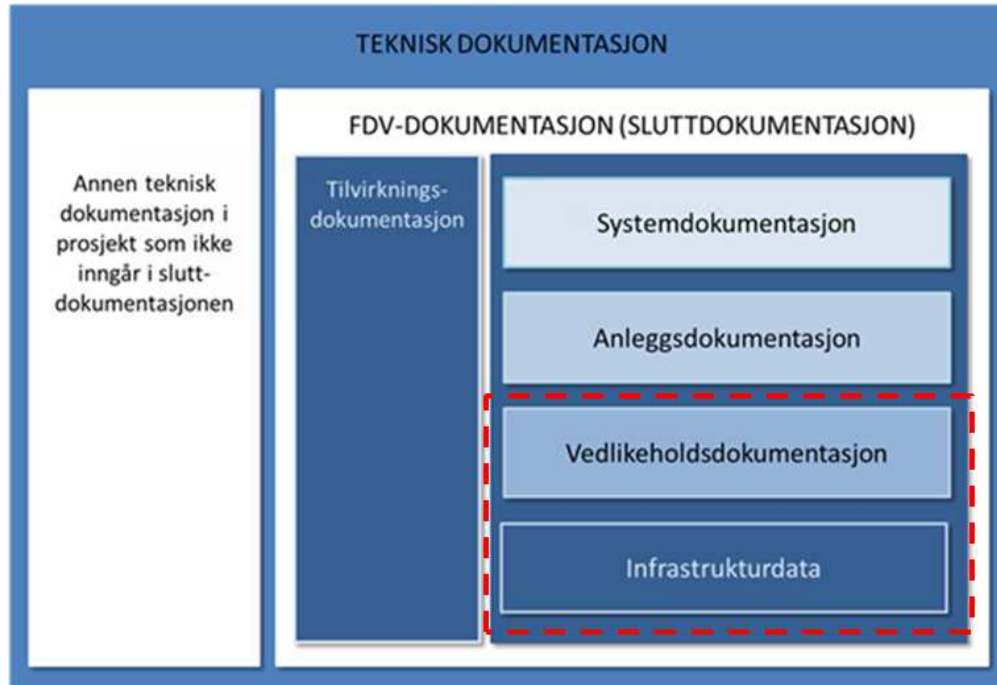 TEKNISK DOKUMENTASJON
Annen teknisk
dokumentasjon i
prosjekt som ikke
inngår i slutt-
dokumentasjonen
FDV-DOKUMENTASJON (SLUTTDOKUMENTASJON)
Tilvirknings-
dokumentasjon
Systemdokumentasjon
Anleggsdokumentasjon
Vedlikeholdsdokumentasjon
Infrastrukturdata